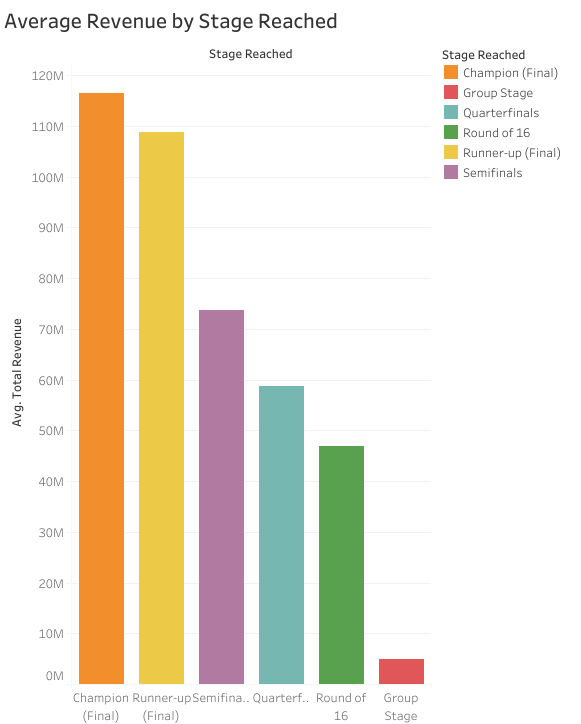 Average Revenue by Stage Reached
Stage Reached
Stage Reached
Champion (Final)
Group Stage
Quarterfinals
Round of 16
Runner-up (Final)
Semifinals
Avg. Total Revenue
120M
110M
100M
90M
80M
70M
60M
50M
40M
30M
20M
10M
0M
Champion (Final)
Runner-up (Final)
Semifina..
Quarterf..
Round of 16
Group Stage